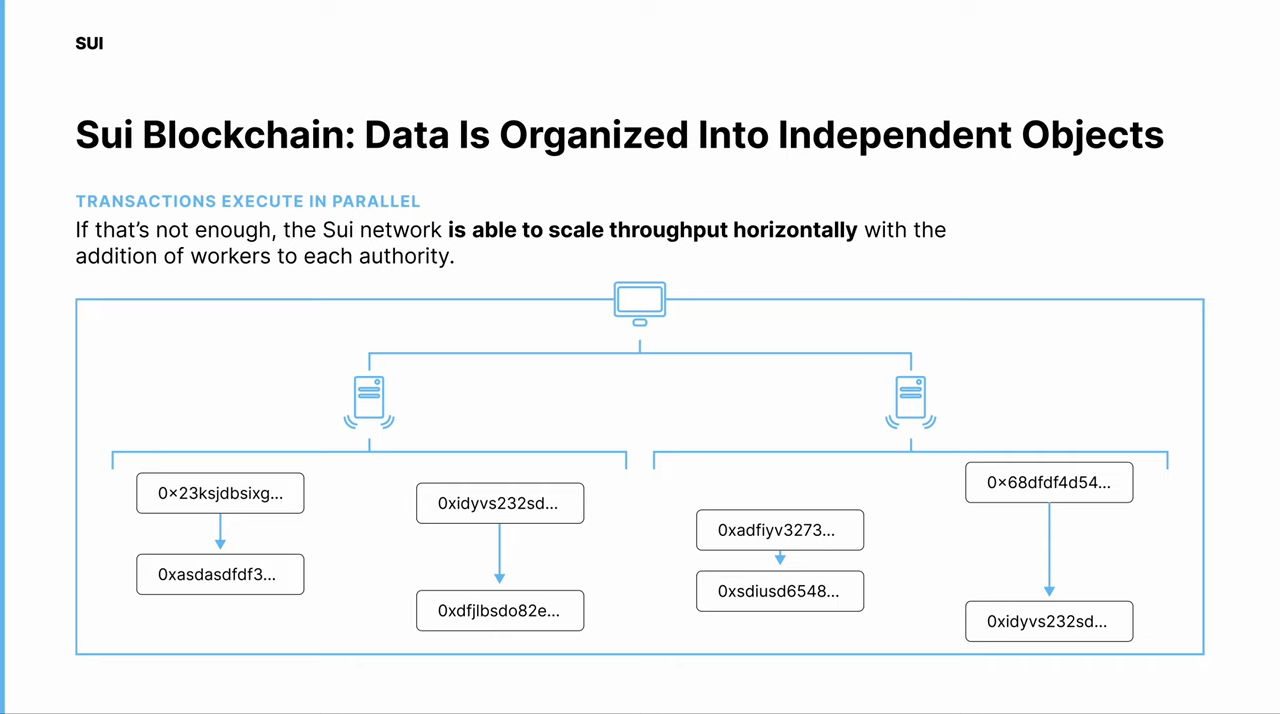 SUI
Sui Blockchain: Data Is Organized Into Independent Objects
TRANSACTIONS EXECUTE IN PARALLEL
If that’s not enough, the Sui network is able to scale throughput horizontally with the
addition of workers to each authority.
0×23ksjdbsixg...
0xasdasdfdf3...
0xidyvs232sd...
0xdfjlbsdo82e...
0xadfiyv3273...
0xsdiusd6548...
0×68dfdf4d54...
0xidyvs232sd...